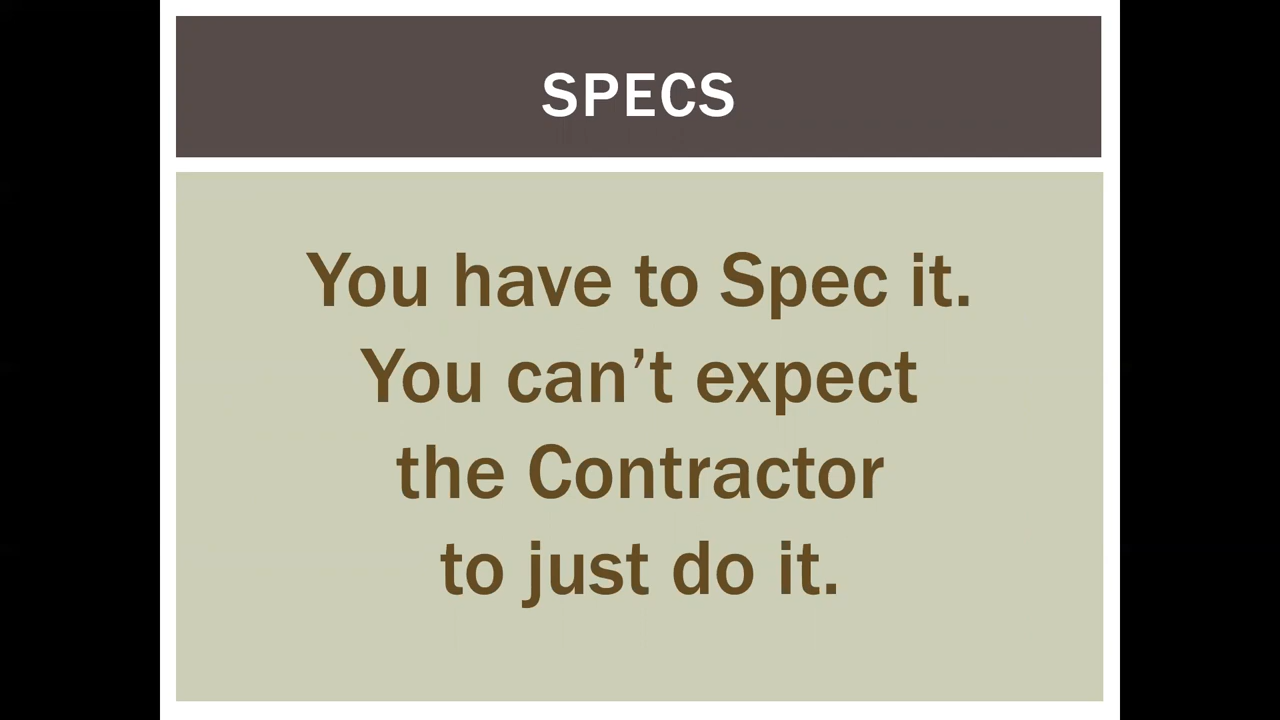 SPECS
You have to Spec it.
You can’t expect
the Contractor
to just do it.